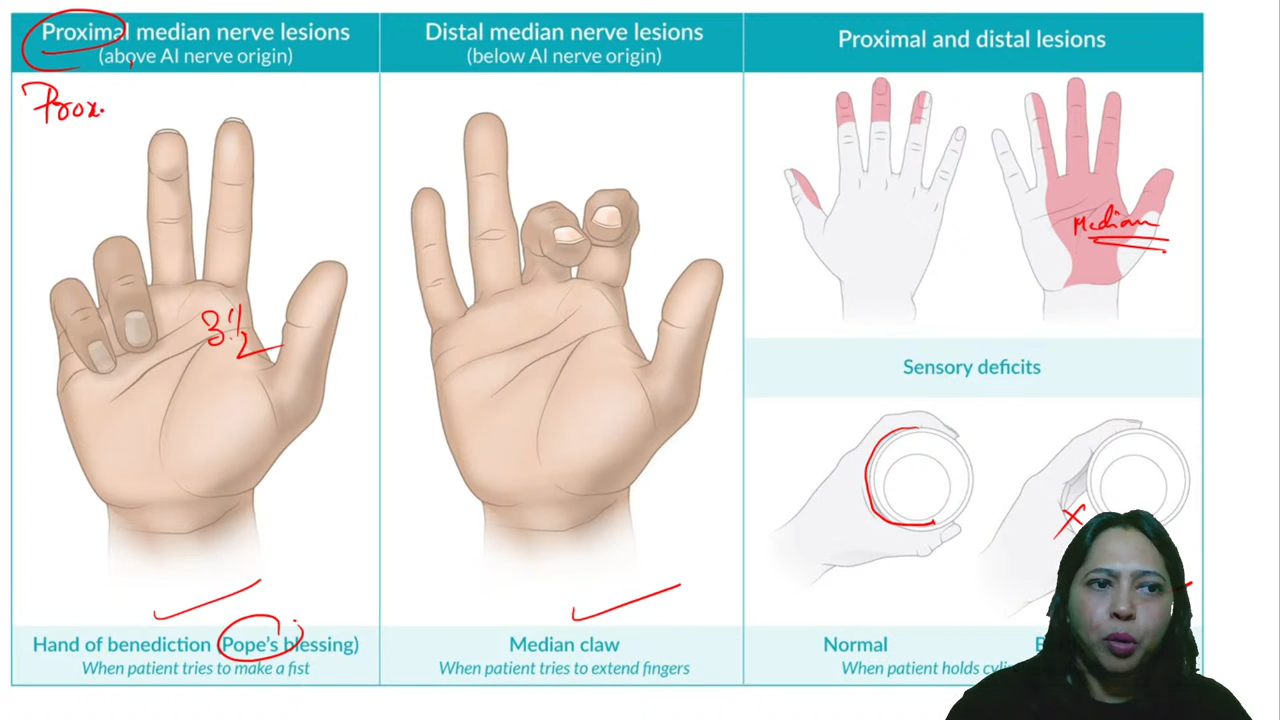 Proximal median nerve lesions
(above AI nerve origin)
Prox.
3 1/2
Hand of benediction (Pope's blessing)
When patient tries to make a fist
Distal median nerve lesions
(below AI nerve origin)
Median claw
When patient tries to extend fingers
Proximal and distal lesions
Median
Sensory deficits
Normal
When patient holds